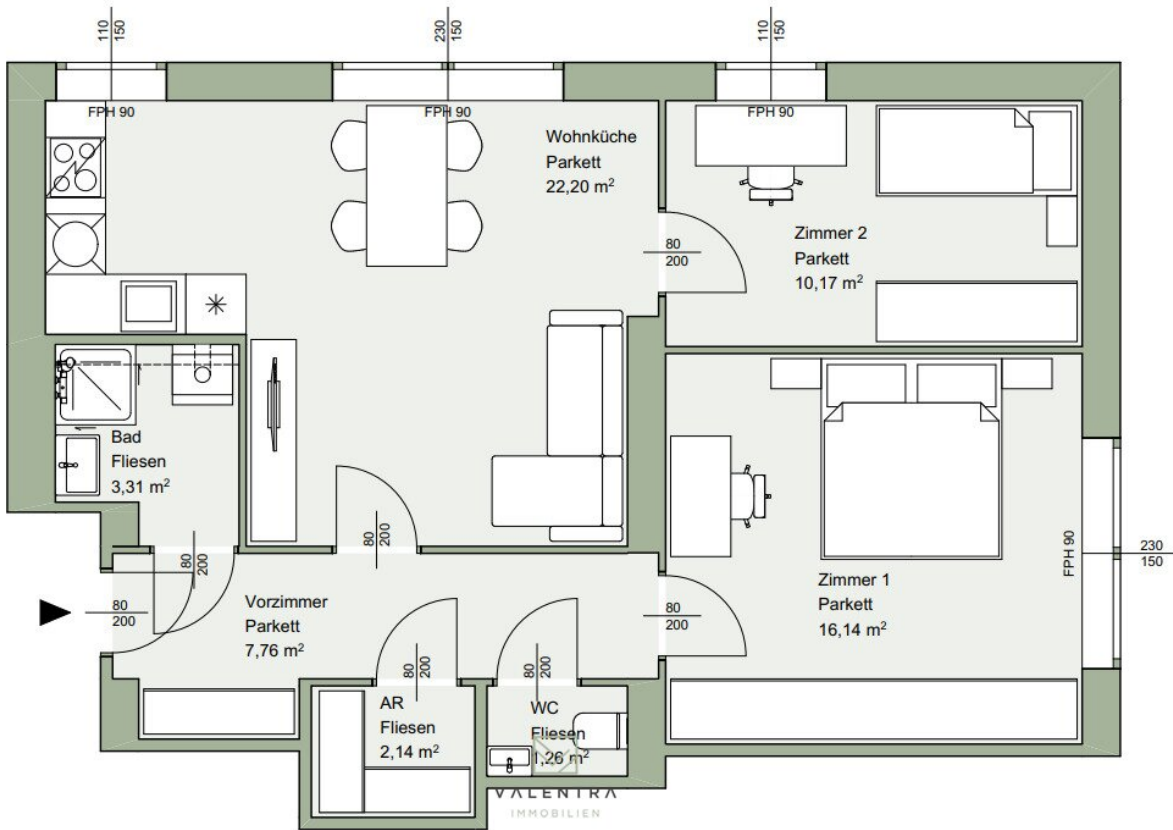 110
150
230
150
110
150
FPH 90
FPH 90
FPH 90
Wohnküche
Parkett
22,20 m²
80
200
Zimmer 2
Parkett
10,17 m²
Bad
Fliesen
3,31 m²
80
200
80
200
FPH 90
230
150
80
200
Vorzimmer
Parkett
7,76 m²
80
200
Zimmer 1
Parkett
16,14 m²
80
200
80
200
AR
Fliesen
2,14 m²
WC
Fliesen
1,26 m²
VALENTRA
IMMOBILIEN